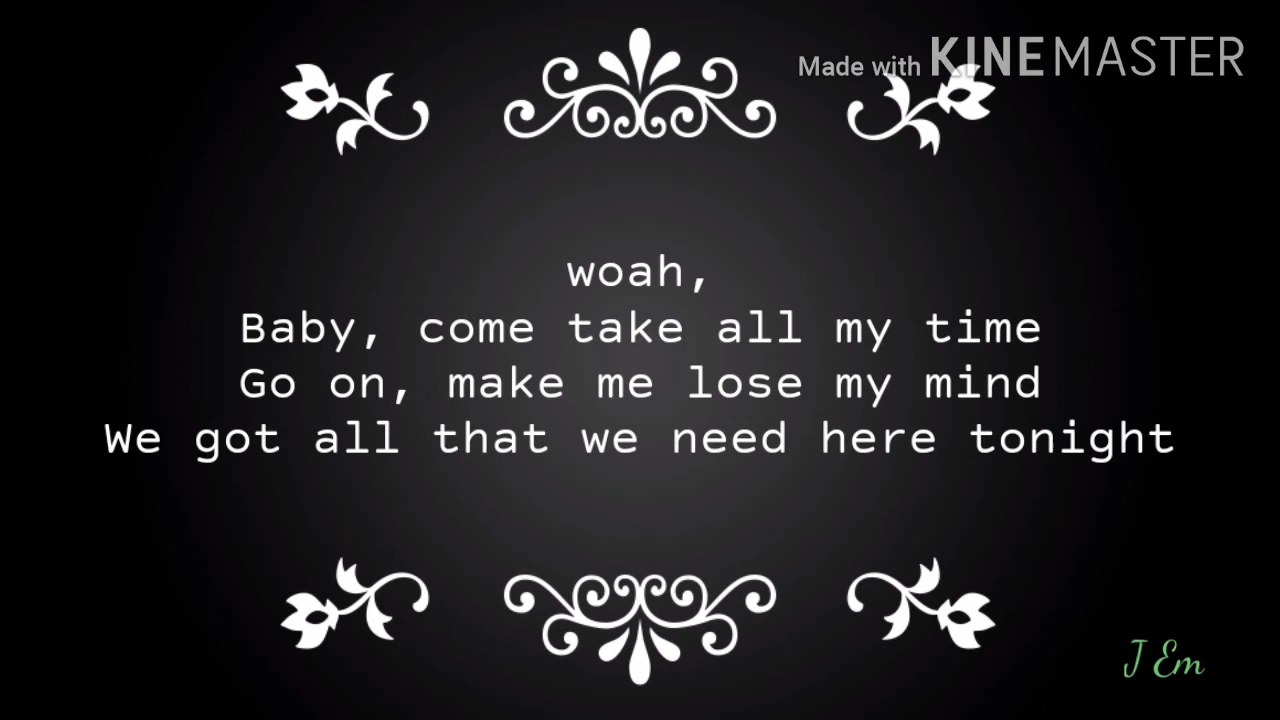 Made with KINEMASTER
woah,
Baby, come take all my time
Go on, make me lose my mind
We got all that we need here tonight
J Em